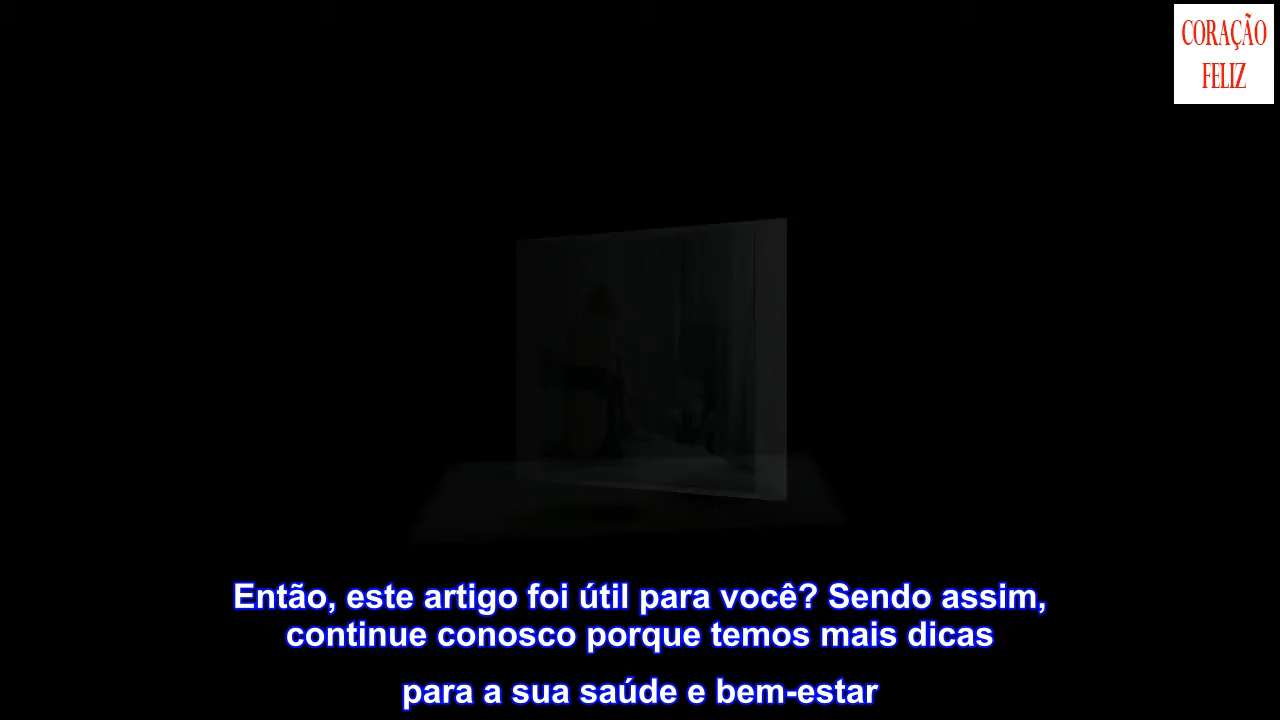 CORAÇÃO
FELIZ
Então, este artigo foi útil para você? Sendo assim,
continue conosco porque temos mais dicas
para a sua saúde e bem-estar